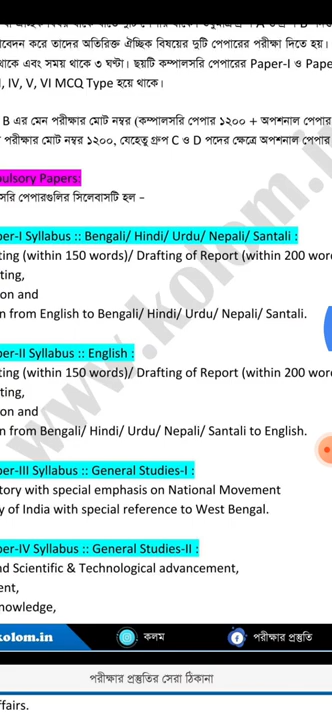 বেদন করে তাদের অতিরিক্ত ঐচ্ছিক বিষয়ের দুটি পেপারের পরীক্ষা দিতে হয়।
থাকে এবং সময় থাকে ৩ ঘন্টা। ছয়টি কম্পালসরি পেপারের Paper-I ও Pape
I, IV, V, VI MCQ Type হয়ে থাকে।
B এর মেন পরীক্ষার মোট নম্বর (কম্পালসরি পেপার ১২০০ + অপশনাল পেপার
পরীক্ষার মোট নম্বর ১২০০, যেহেতু গ্রুপ C ও D পদের ক্ষেত্রে অপশনাল পেপার
pulsory Papers:
সরি পেপারগুলির সিলেবাসটি হল –
per-I Syllabus :: Bengali/ Hindi/ Urdu/ Nepali/ Santali :
ting (within 150 words)/ Drafting of Report (within 200 wor
ting,
on and
n from English to Bengali/ Hindi/ Urdu/ Nepali/ Santali.
per-II Syllabus :: English :
ting (within 150 words)/ Drafting of Report (within 200 wor
ting,
on and
n from Bengali/ Hindi/ Urdu/ Nepali/ Santali to English.
per-III Syllabus :: General Studies-I :
tory with special emphasis on National Movement
y of India with special reference to West Bengal.
per-IV Syllabus :: General Studies-II :
nd Scientific & Technological advancement,
ent,
nowledge,
www.kolom.in
kolom.in কলম পরীক্ষার প্রস্তুতি
পরীক্ষার প্রস্তুতির সেরা ঠিকানা
ffairs.